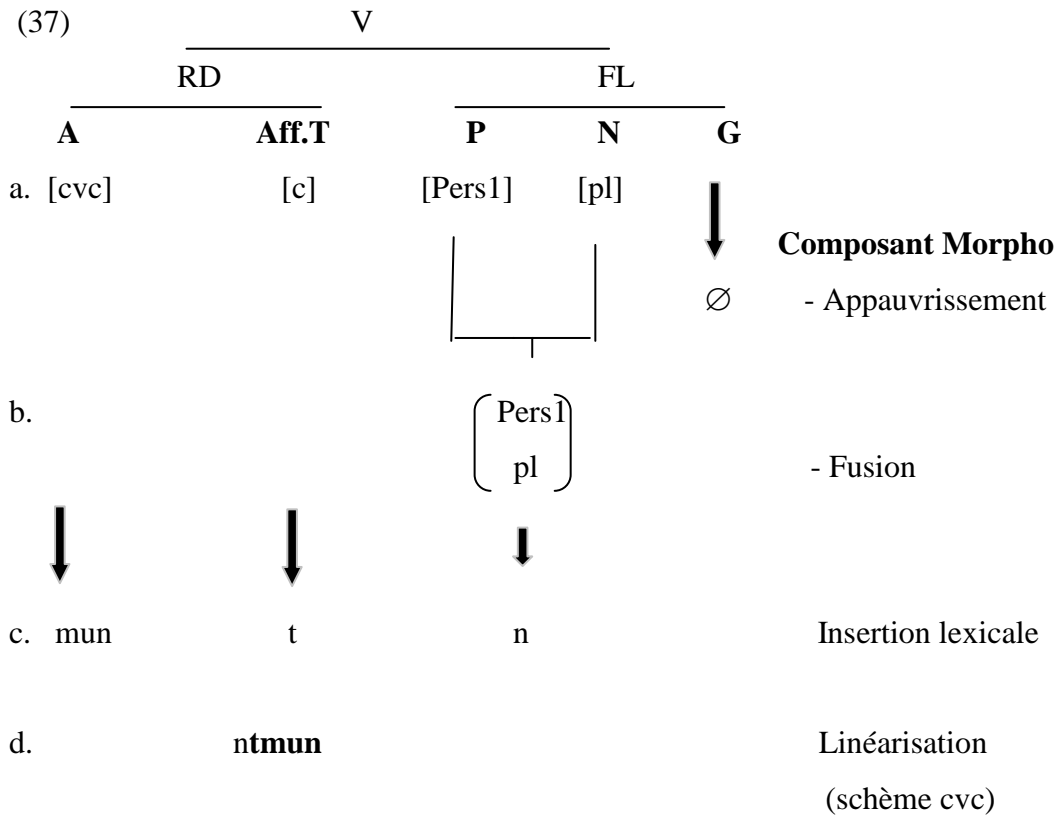 (37) V
RD FL
A Aff.T P N G
a. [cvc] [c] [Pers1] [pl]
Composant Morpho
∅ - Appauvrissement
b. Pers1
pl - Fusion
c. mun t n Insertion lexicale
d. ntmun Linéarisation
(schème cvc)